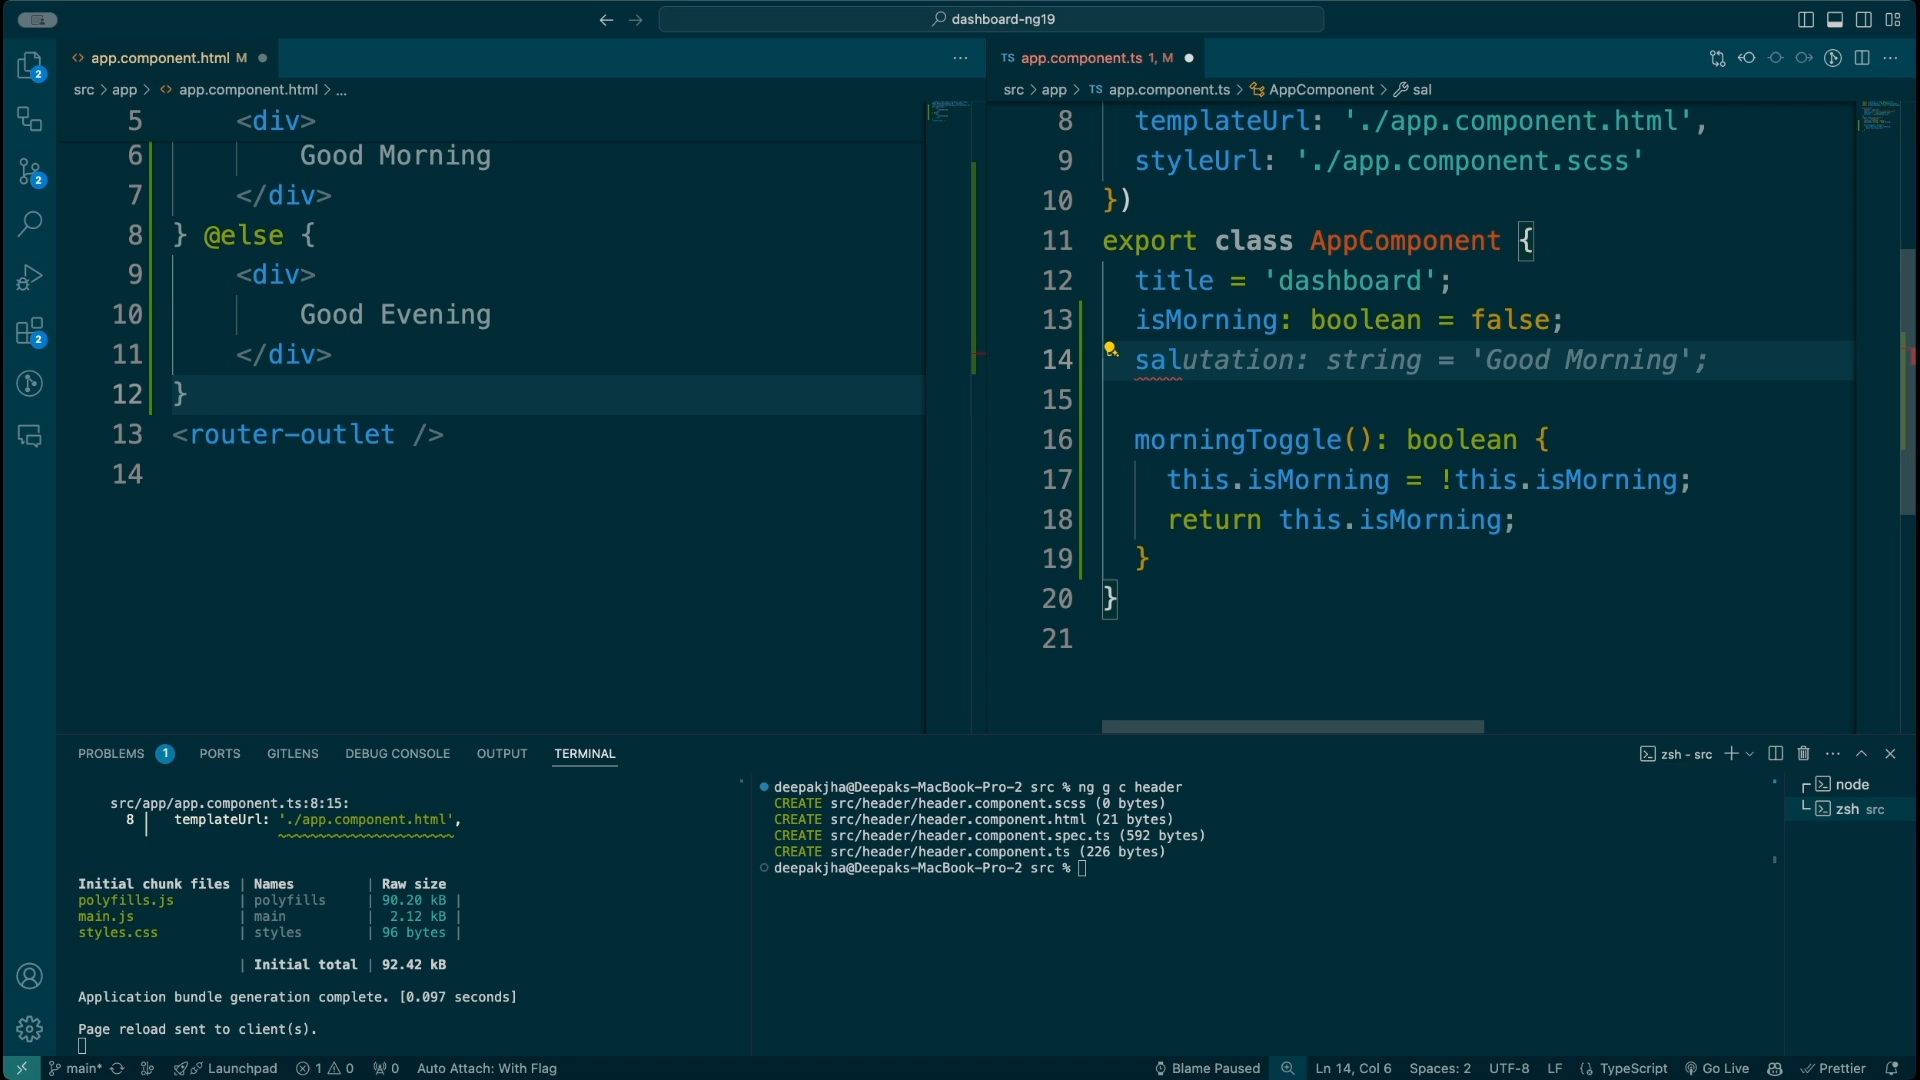 dashboard-ng19
app.component.html M
src > app > app.component.html > ...
5 <div>
6 Good Morning
7 </div>
8 } @else {
9 <div>
10 Good Evening
11 </div>
12 }
13 <router-outlet />
14
TS app.component.ts 1, M
src > app > TS app.component.ts > AppComponent > sal
8 templateUrl: './app.component.html',
9 styleUrl: './app.component.scss'
10 })
11 export class AppComponent {
12 title = 'dashboard';
13 isMorning: boolean = false;
14 salutation: string = 'Good Morning';
15
16 morningToggle(): boolean {
17 this.isMorning = !this.isMorning;
18 return this.isMorning;
19 }
20 }
21
2
2
2
PROBLEMS 1 PORTS GITLENS DEBUG CONSOLE OUTPUT TERMINAL
zsh - src
src/app/app.component.ts:8:15:
8 │ templateUrl: './app.component.html',
Initial chunk files | Names | Raw size
polyfills.js | polyfills | 90.20 kB |
main.js | main | 2.12 kB |
styles.css | styles | 96 bytes |
| Initial total | 92.42 kB
Application bundle generation complete. [0.097 seconds]
Page reload sent to client(s).
deepakjha@Deepaks-MacBook-Pro-2 src % ng g c header
CREATE src/header/header.component.scss (0 bytes)
CREATE src/header/header.component.html (21 bytes)
CREATE src/header/header.component.spec.ts (592 bytes)
CREATE src/header/header.component.ts (226 bytes)
deepakjha@Deepaks-MacBook-Pro-2 src %
node
zsh src
main* Launchpad 1 0 0 Auto Attach: With Flag
Blame Paused Ln 14, Col 6 Spaces: 2 UTF-8 LF {} TypeScript Go Live Prettier